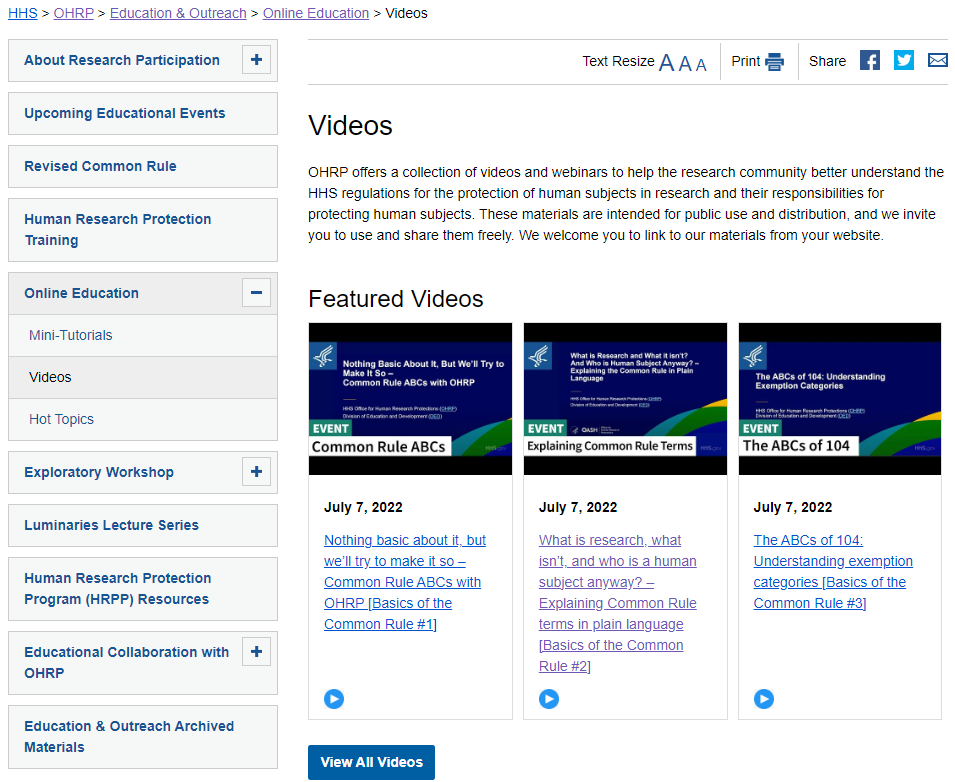 HHS > OHRP > Education & Outreach > Online Education > Videos
About Research Participation
Upcoming Educational Events
Revised Common Rule
Human Research Protection
Training
Online Education
Mini-Tutorials
Videos
Hot Topics
Exploratory Workshop
Luminaries Lecture Series
Human Research Protection
Program (HRPP) Resources
Educational Collaboration with
OHRP
Education & Outreach Archived
Materials
Text Resize A A A
Print
Share
Videos
OHRP offers a collection of videos and webinars to help the research community better understand the
HHS regulations for the protection of human subjects in research and their responsibilities for
protecting human subjects. These materials are intended for public use and distribution, and we invite
you to use and share them freely. We welcome you to link to our materials from your website.
Featured Videos
Nothing Basic About It, But We'll Try to
Make It So –
Common Rule ABCs with OHRP
HHS Office for Human Research Protections (OHRP)
Division of Education and Development (DED)
EVENT
Common Rule ABCs
HHS.gov
July 7, 2022
Nothing basic about it, but
we'll try to make it so –
Common Rule ABCs with
OHRP [Basics of the
Common Rule #1]
What is Research and What it isn't?
And Who is Human Subject Anyway? –
Explaining the Common Rule in Plain
Language
HHS Office for Human Research Protections (OHRP)
Division of Education and Development (DED)
EVENT
OASH
Explaining Common Rule Terms
HHS.gov
July 7, 2022
What is research, what
isn't, and who is a human
subject anyway? –
Explaining Common Rule
terms in plain language
[Basics of the Common
Rule #2]
The ABCs of 104: Understanding
Exemption Categories
HHS Office for Human Research Protections (OHRP)
Division of Education and Development (DED)
EVENT
The ABCs of 104
HHS.gov
July 7, 2022
The ABCs of 104:
Understanding exemption
categories [Basics of the
Common Rule #3]
View All Videos